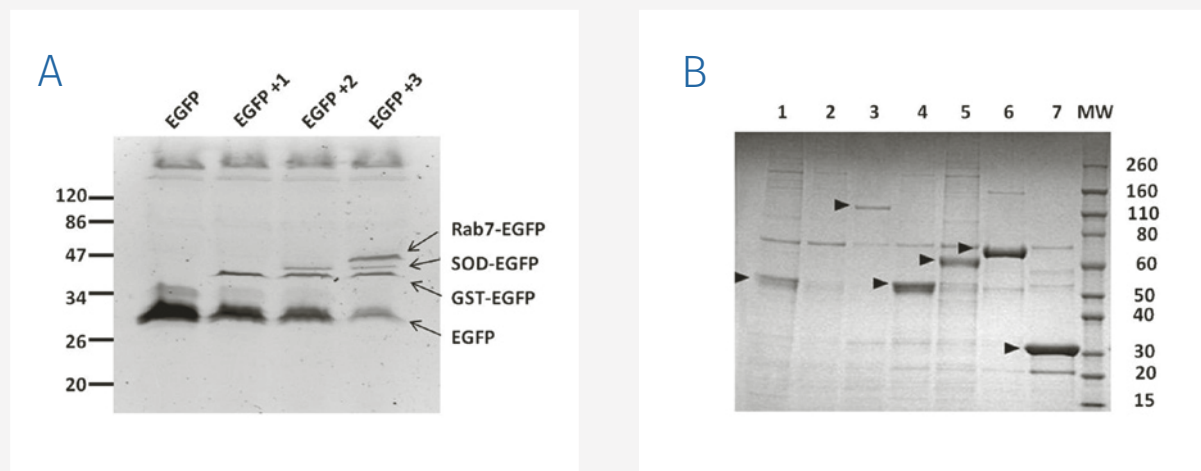 A
EGFP
EGFP +1
EGFP +2
EGFP +3
120
86
47
34
26
20
Rab7-EGFP
SOD-EGFP
GST-EGFP
EGFP
B
1 2 3 4 5 6 7 MW
260
160
110
80
60
50
40
30
20
15